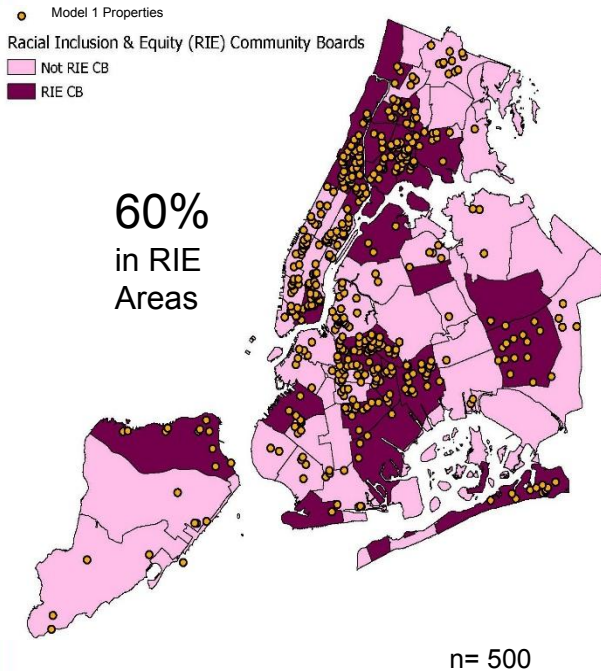 Model 1 Properties
Racial Inclusion & Equity (RIE) Community Boards
Not RIE CB
RIE CB
60%
in RIE
Areas
n= 500